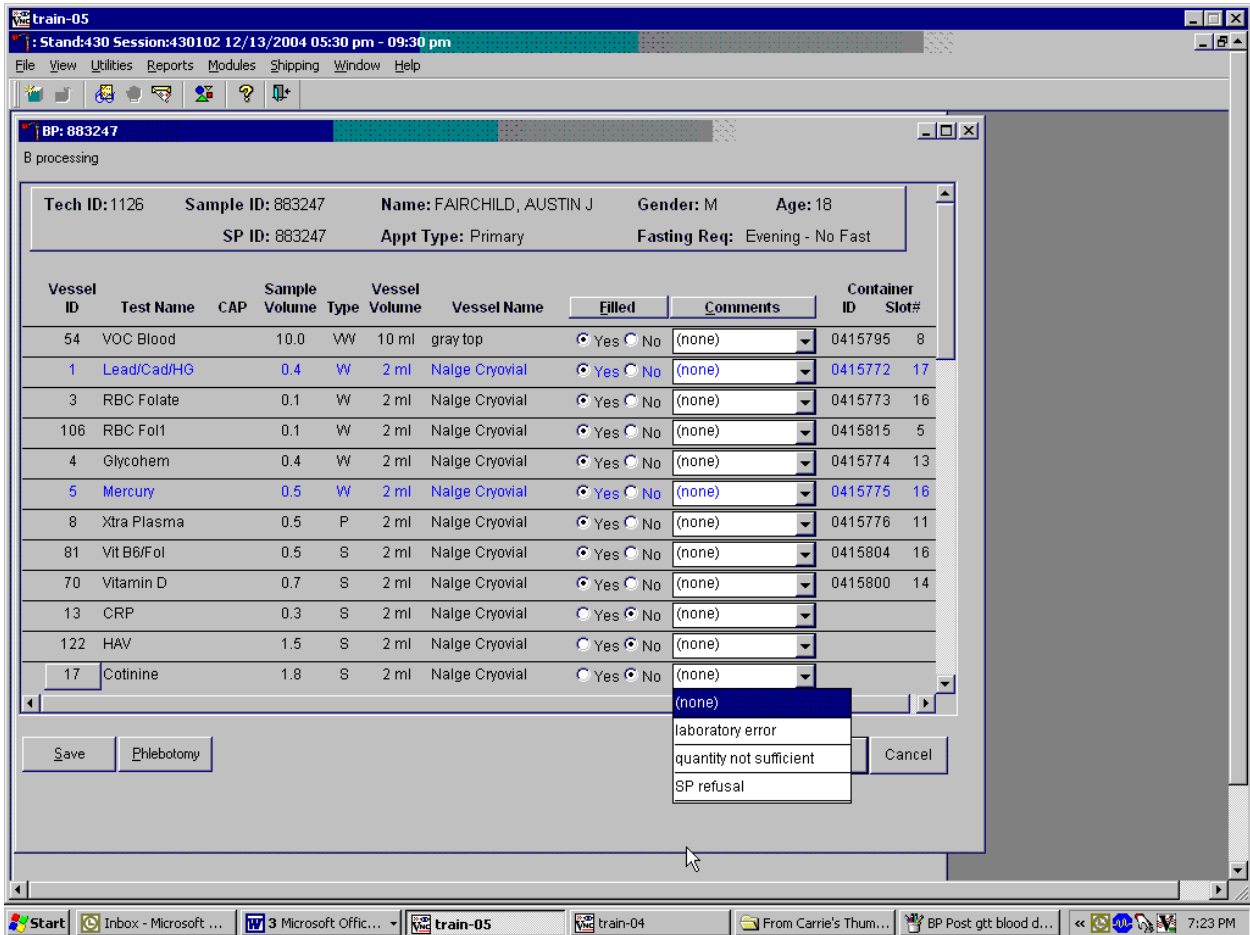 train-05
: Stand:430 Session:430102 12/13/2004 05:30 pm - 09:30 pm
File View Utilities Reports Modules Shipping Window Help
BP: 883247
B processing
Tech ID: 1126 Sample ID: 883247 Name: FAIRCHILD, AUSTIN J Gender: M Age: 18
SP ID: 883247 Appt Type: Primary Fasting Req: Evening - No Fast
Vessel Sample Vessel Container
ID Test Name CAP Volume Type Volume Vessel Name Filled Comments ID Slot#
54 VOC Blood 10.0 VW 10 ml gray top Yes No (none) 0415795 8
1 Lead/Cad/HG 0.4 W 2 ml Nalge Cryovial Yes No (none) 0415772 17
3 RBC Folate 0.1 W 2 ml Nalge Cryovial Yes No (none) 0415773 16
106 RBC Fol1 0.1 W 2 ml Nalge Cryovial Yes No (none) 0415815 5
4 Glycohem 0.4 W 2 ml Nalge Cryovial Yes No (none) 0415774 13
5 Mercury 0.5 W 2 ml Nalge Cryovial Yes No (none) 0415775 16
8 Xtra Plasma 0.5 P 2 ml Nalge Cryovial Yes No (none) 0415776 11
81 Vit B6/Fol 0.5 S 2 ml Nalge Cryovial Yes No (none) 0415804 16
70 Vitamin D 0.7 S 2 ml Nalge Cryovial Yes No (none) 0415800 14
13 CRP 0.3 S 2 ml Nalge Cryovial Yes No (none)
122 HAV 1.5 S 2 ml Nalge Cryovial Yes No (none)
17 Cotinine 1.8 S 2 ml Nalge Cryovial Yes No (none)
(none)
laboratory error
quantity not sufficient
SP refusal
Save Phlebotomy Cancel
Start Inbox - Microsoft ... 3 Microsoft Offic... train-05 train-04 From Carrie's Thum... BP Post gtt blood d... « 7:23 PM